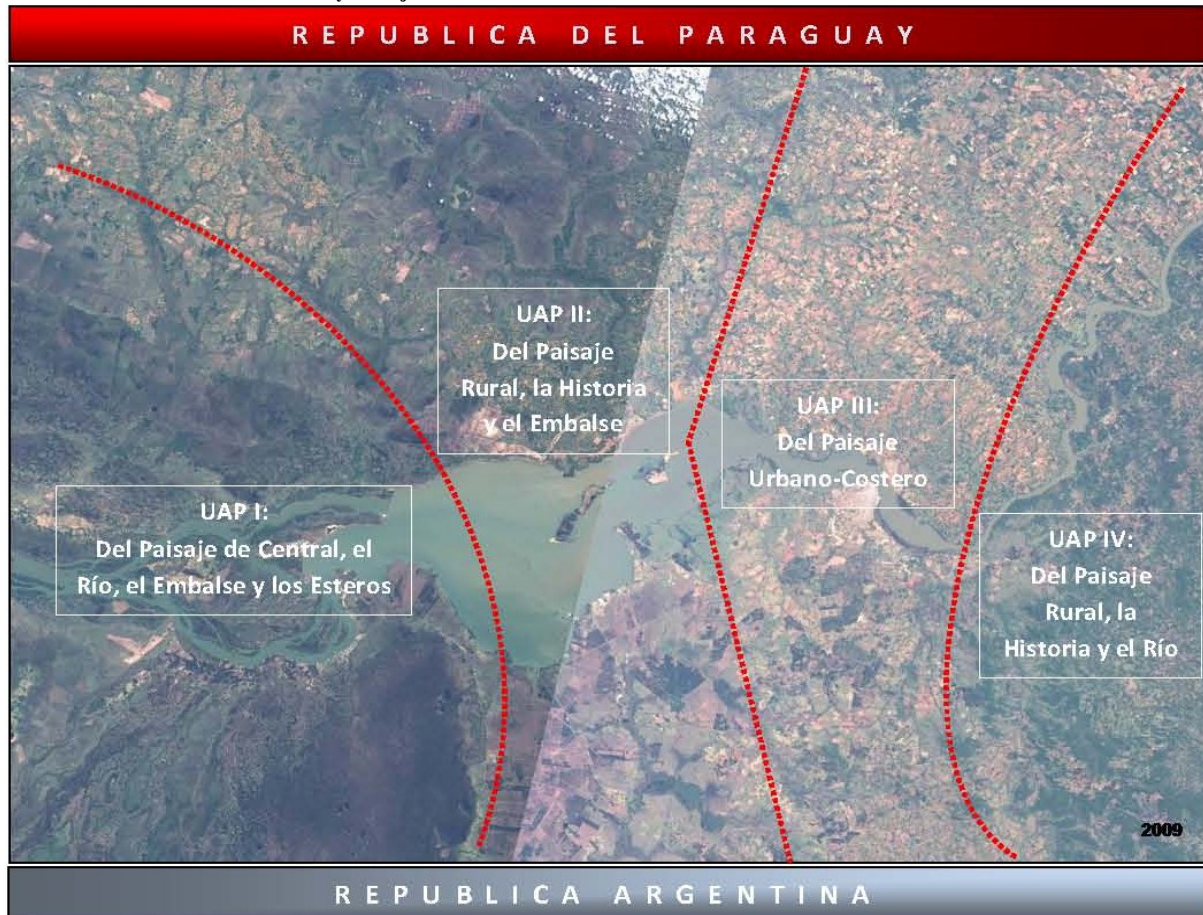 REPUBLICA DEL PARAGUAY
UAP II:
Del Paisaje
Rural, la Historia
y el Embalse
UAP III:
Del Paisaje
Urbano-Costero
UAP I:
Del Paisaje de Central, el
Río, el Embalse y los Esteros
UAP IV:
Del Paisaje
Rural, la
Historia y el Río
2009
REPUBLICA ARGENTINA